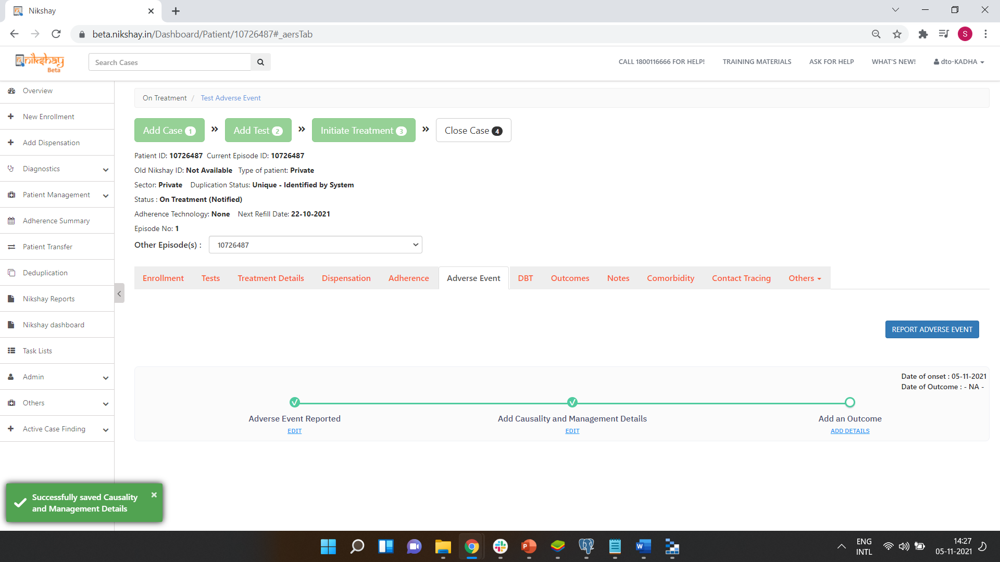 Nikshay
beta.nikshay.in/Dashboard/Patient/10726487#_aersTab
S
nikshay
Beta
Search Cases
CALL 1800116666 FOR HELP!
TRAINING MATERIALS
ASK FOR HELP
WHAT'S NEW!
dto-KADHA
Overview
New Enrollment
Add Dispensation
Diagnostics
Patient Management
Adherence Summary
Patient Transfer
Deduplication
Nikshay Reports
Nikshay dashboard
Task Lists
Admin
Others
Active Case Finding
On Treatment / Test Adverse Event
Add Case 1 » Add Test 2 » Initiate Treatment 3 » Close Case 4
Patient ID: 10726487 Current Episode ID: 10726487
Old Nikshay ID: Not Available Type of patient: Private
Sector: Private Duplication Status: Unique - Identified by System
Status : On Treatment (Notified)
Adherence Technology: None Next Refill Date: 22-10-2021
Episode No: 1
Other Episode(s) : 10726487
Enrollment Tests Treatment Details Dispensation Adherence Adverse Event DBT Outcomes Notes Comorbidity Contact Tracing Others
REPORT ADVERSE EVENT
Date of onset : 05-11-2021
Date of Outcome : - NA -
Adverse Event Reported
EDIT
Add Causality and Management Details
EDIT
Add an Outcome
ADD DETAILS
Successfully saved Causality
and Management Details
ENG
INTL
14:27
05-11-2021